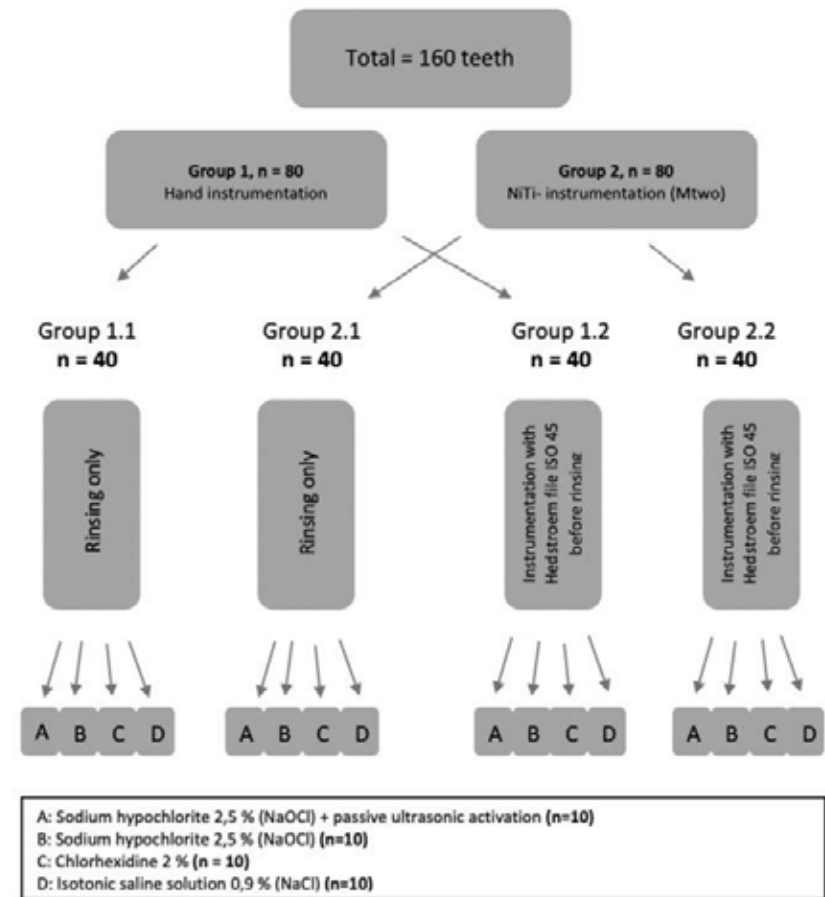 Total = 160 teeth
Group 1, n = 80
Hand instrumentation
Group 2, n = 80
NiTi- instrumentation (Mtwo)
Group 1.1
n = 40
Group 2.1
n = 40
Group 1.2
n = 40
Group 2.2
n = 40
Rinsing only
Rinsing only
Instrumentation with
Hedstroem file ISO 45
before rinsing
Instrumentation with
Hedstroem file ISO 45
before rinsing
A B C D
A B C D
A B C D
A B C D
A: Sodium hypochlorite 2,5 % (NaOCl) + passive ultrasonic activation (n=10)
B: Sodium hypochlorite 2,5 % (NaOCl) (n=10)
C: Chlorhexidine 2 % (n = 10)
D: Isotonic saline solution 0,9 % (NaCl) (n=10)